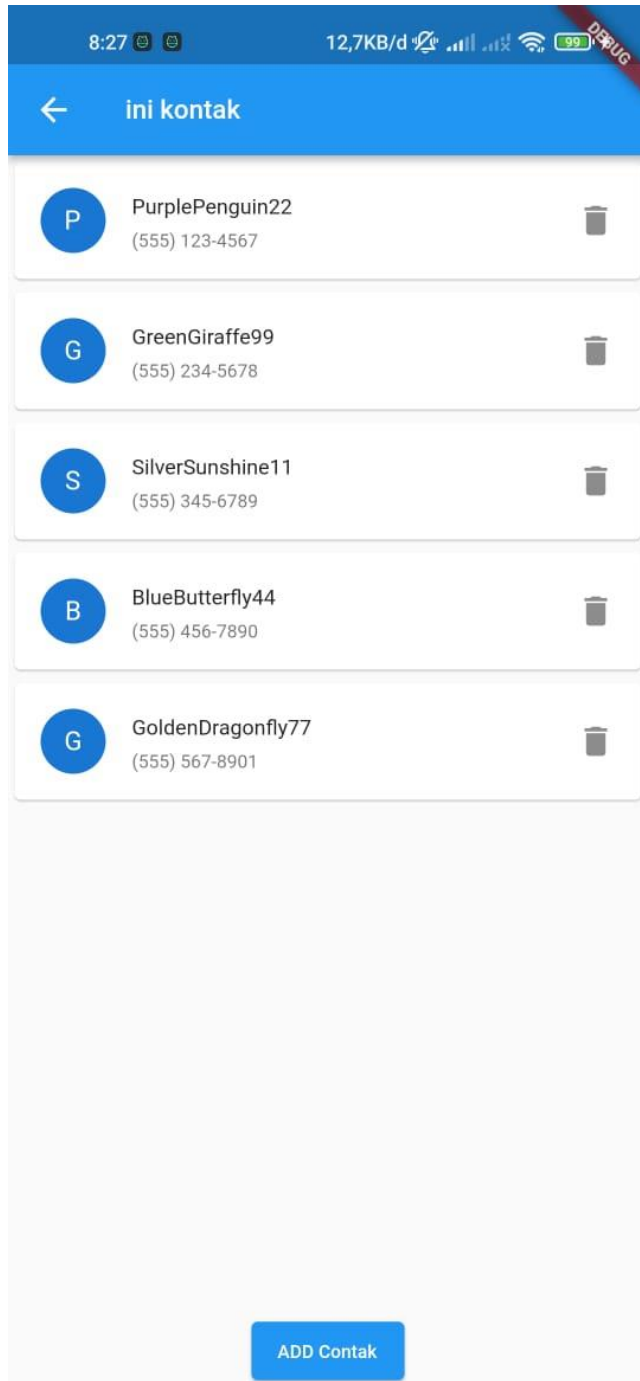 8:27 12,7KB/d 99
DEBUG
ini kontak
P
PurplePenguin22
(555) 123-4567
G
GreenGiraffe99
(555) 234-5678
S
SilverSunshine11
(555) 345-6789
B
BlueButterfly44
(555) 456-7890
G
GoldenDragonfly77
(555) 567-8901
ADD Contak